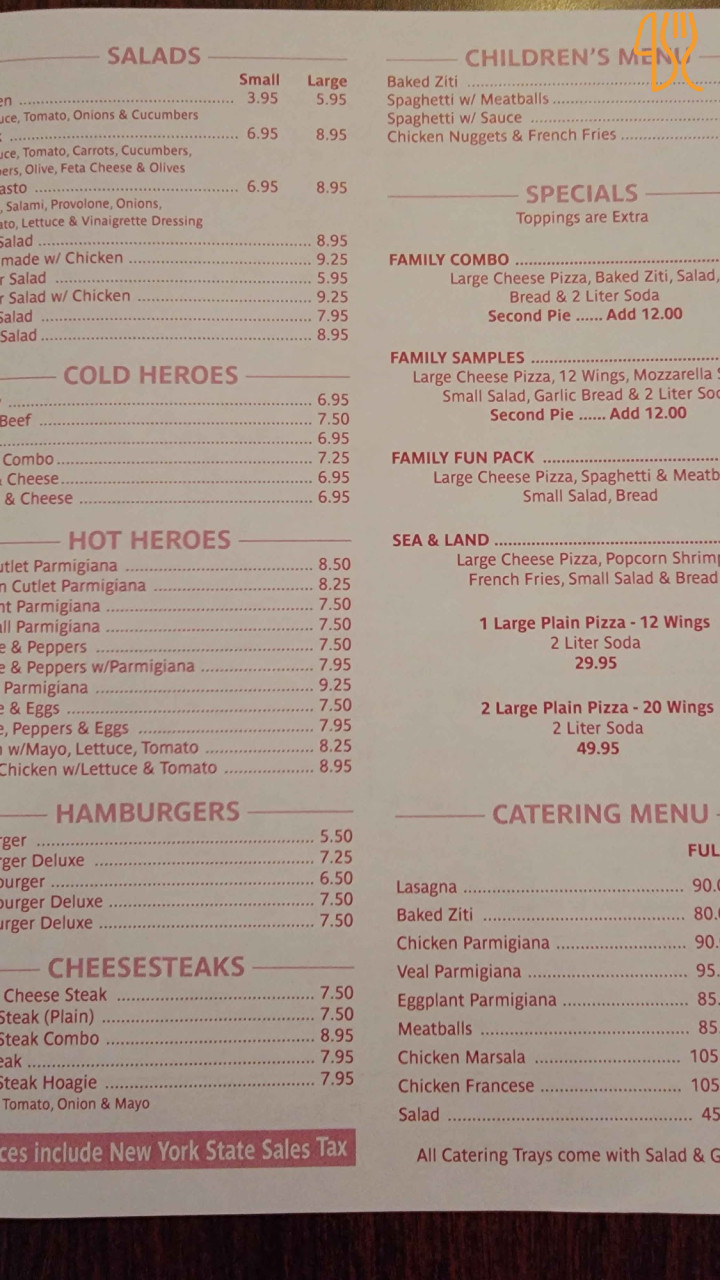 SALADS
Small Large
en 3.95 5.95
uce, Tomato, Onions & Cucumbers
6.95 8.95
uce, Tomato, Carrots, Cucumbers,
ers, Olive, Feta Cheese & Olives
asto 6.95 8.95
, Salami, Provolone, Onions,
ato, Lettuce & Vinaigrette Dressing
Salad 8.95
made w/ Chicken 9.25
r Salad 5.95
r Salad w/ Chicken 9.25
Salad 7.95
Salad 8.95
COLD HEROES
6.95
Beef 7.50
6.95
Combo 7.25
& Cheese 6.95
& Cheese 6.95
HOT HEROES
utlet Parmigiana 8.50
n Cutlet Parmigiana 8.25
nt Parmigiana 7.50
all Parmigiana 7.50
e & Peppers 7.50
e & Peppers w/Parmigiana 7.95
Parmigiana 9.25
e & Eggs 7.50
e, Peppers & Eggs 7.95
n w/Mayo, Lettuce, Tomato 8.25
Chicken w/Lettuce & Tomato 8.95
HAMBURGERS
rger 5.50
rger Deluxe 7.25
burger 6.50
burger Deluxe 7.50
urger Deluxe 7.50
CHEESESTEAKS
Cheese Steak 7.50
Steak (Plain) 7.50
Steak Combo 8.95
eak 7.95
Steak Hoagie 7.95
Tomato, Onion & Mayo
ces include New York State Sales Tax
CHILDREN'S MENU
Baked Ziti
Spaghetti w/ Meatballs
Spaghetti w/ Sauce
Chicken Nuggets & French Fries
SPECIALS
Toppings are Extra
FAMILY COMBO
Large Cheese Pizza, Baked Ziti, Salad,
Bread & 2 Liter Soda
Second Pie ...... Add 12.00
FAMILY SAMPLES
Large Cheese Pizza, 12 Wings, Mozzarella S
Small Salad, Garlic Bread & 2 Liter Soc
Second Pie ...... Add 12.00
FAMILY FUN PACK
Large Cheese Pizza, Spaghetti & Meatb
Small Salad, Bread
SEA & LAND
Large Cheese Pizza, Popcorn Shrimp
French Fries, Small Salad & Bread
1 Large Plain Pizza - 12 Wings
2 Liter Soda
29.95
2 Large Plain Pizza - 20 Wings
2 Liter Soda
49.95
CATERING MENU
FUL
Lasagna 90.0
Baked Ziti 80.0
Chicken Parmigiana 90.
Veal Parmigiana 95.
Eggplant Parmigiana 85.
Meatballs 85
Chicken Marsala 105
Chicken Francese 105
Salad 45
All Catering Trays come with Salad & G